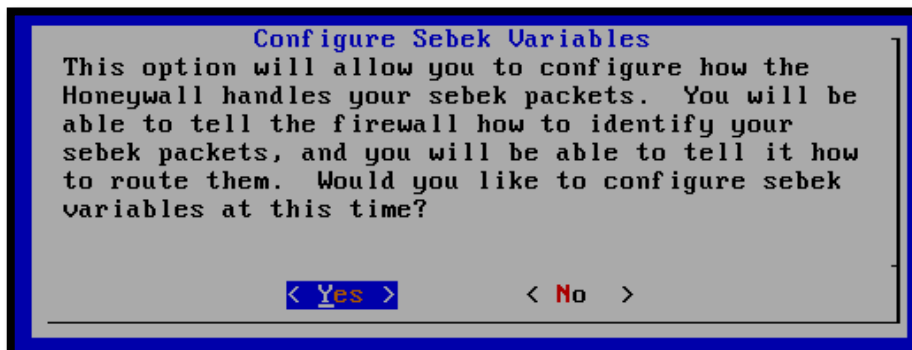 Configure Sebek Variables
This option will allow you to configure how the
Honeywall handles your sebek packets.  You will be
able to tell the firewall how to identify your
sebek packets, and you will be able to tell it how
to route them.  Would you like to configure sebek
variables at this time?
< Yes >          < No  >